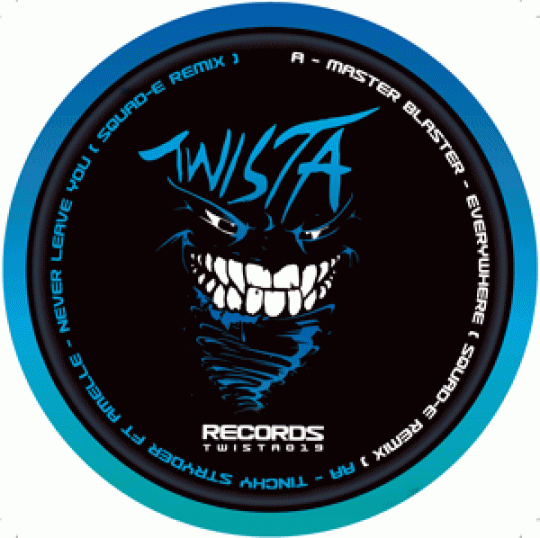 A - MASTER BLASTER - EVERYWHERE ( SQUAD-E REMIX ) AA - TINCHY STRYDER FT AMELLE - NEVER LEAVE YOU ( SQUAD-E REMIX )
TWISTA
RECORDS
TWISTA019